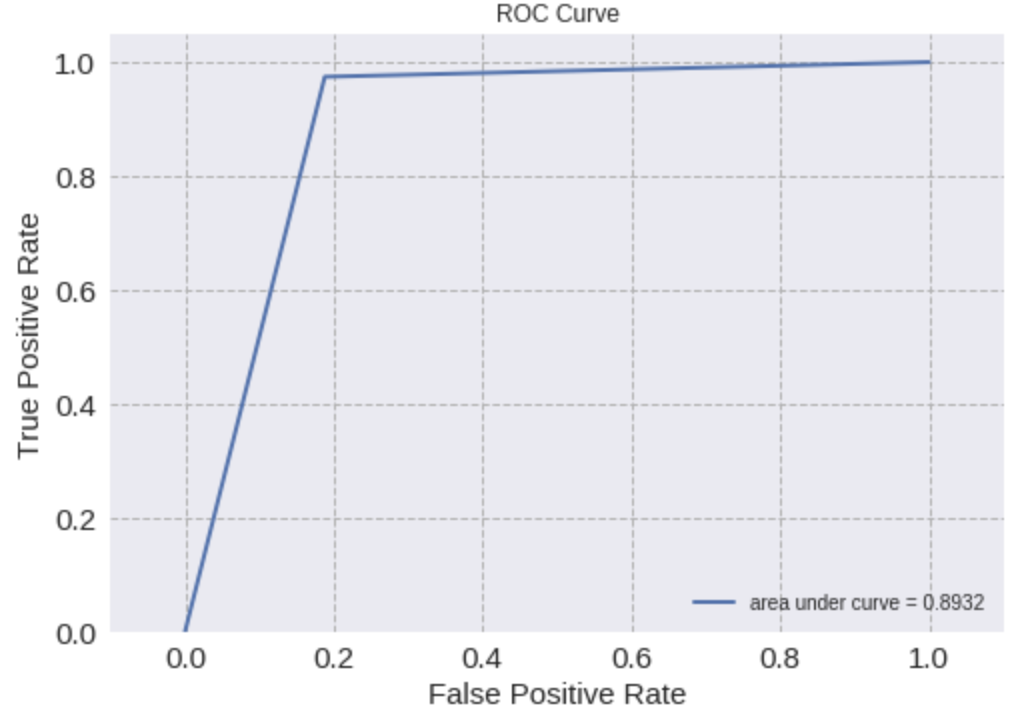 ROC Curve
True Positive Rate
1.0
0.8
0.6
0.4
0.2
0.0
area under curve = 0.8932
0.0 0.2 0.4 0.6 0.8 1.0
False Positive Rate